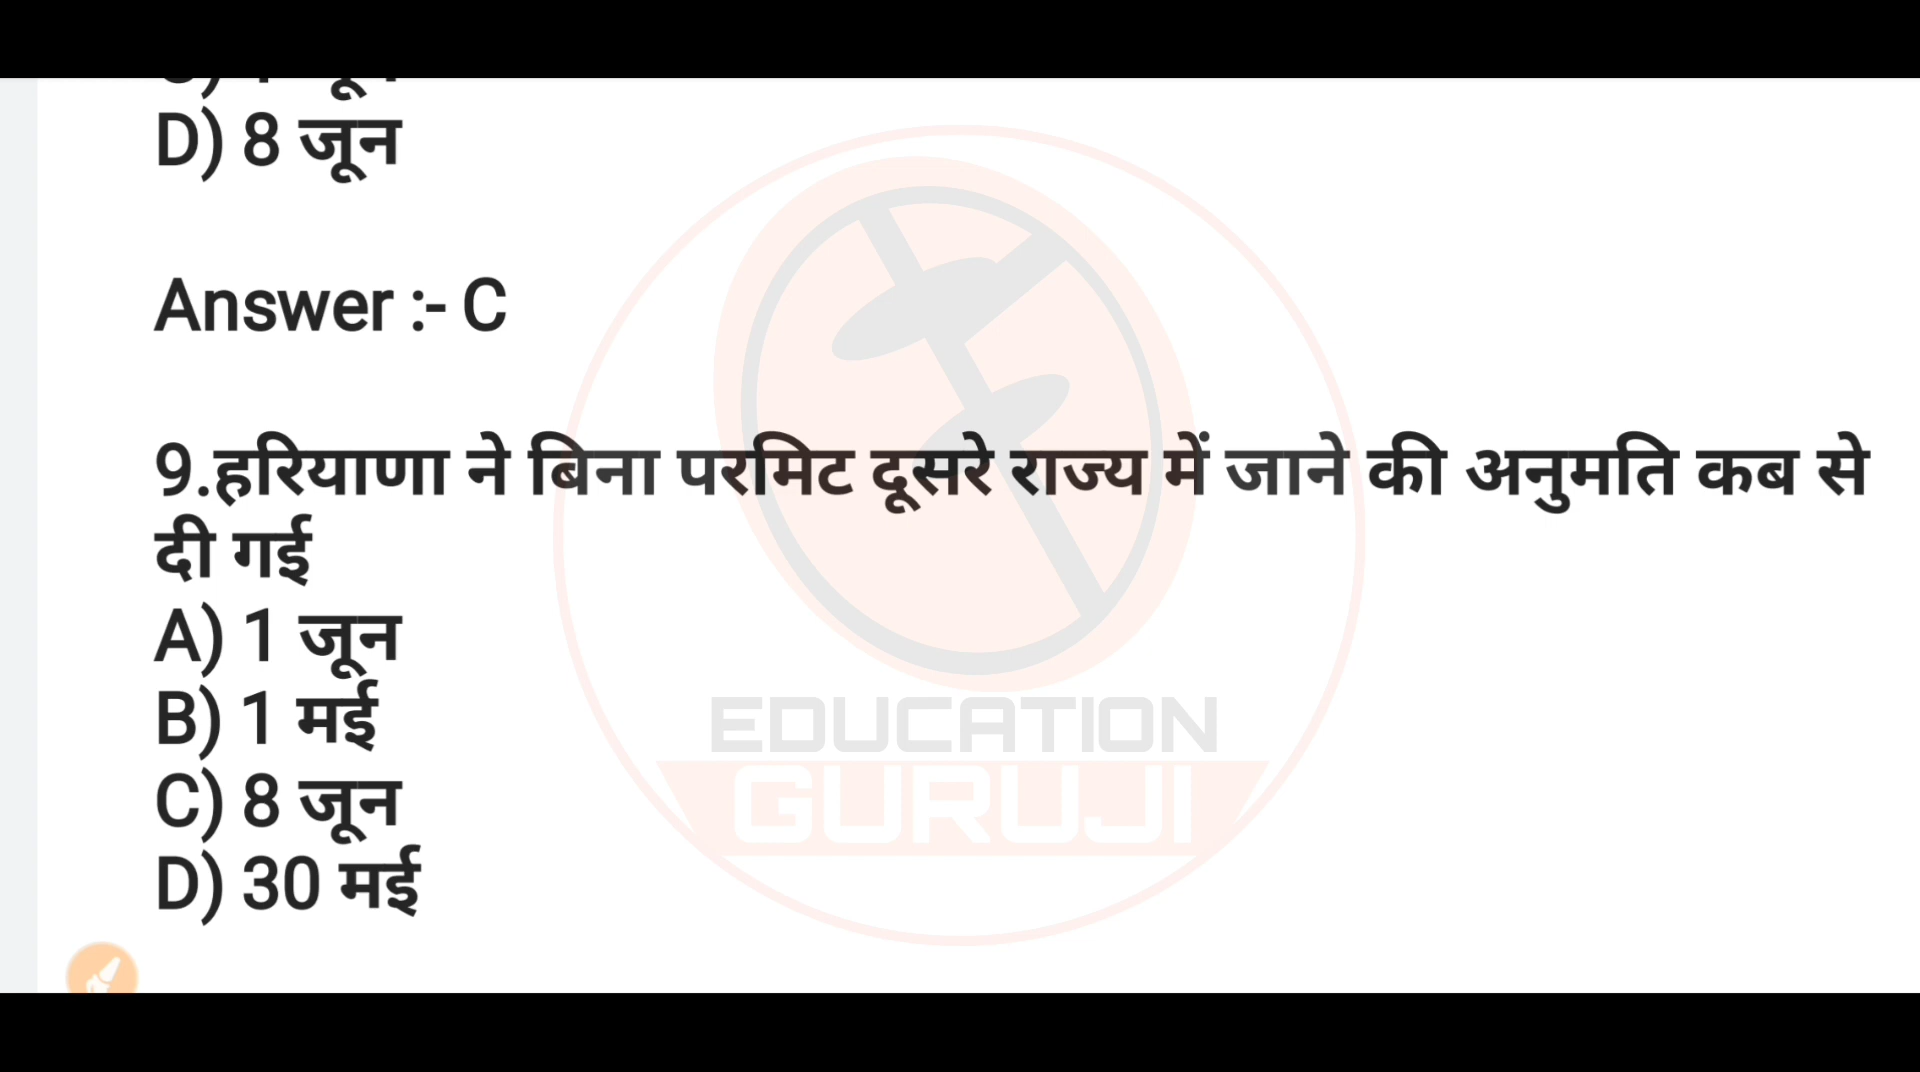 D) 8 जून
Answer :- C
9.हरियाणा ने बिना परमिट दूसरे राज्य में जाने की अनुमति कब से
दी गई
A) 1 जून
B) 1 मई
C) 8 जून
D) 30 मई
EDUCATION
GURUJI